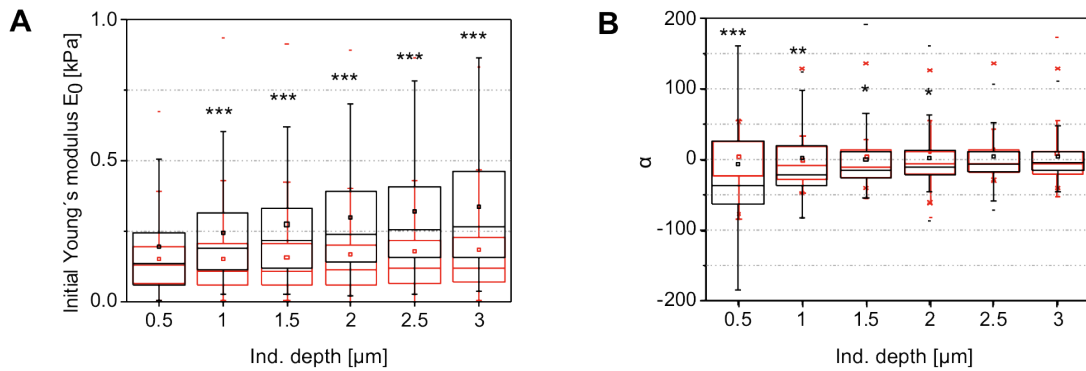 A
Initial Young´s modulus E0 [kPa]
1.0
0.5
0.0
***
***
***
***
***
0.5 1 1.5 2 2.5 3
Ind. depth [µm]
B
α
200
100
0
-100
-200
***
**
*
*
0.5 1 1.5 2 2.5 3
Ind. depth [µm]